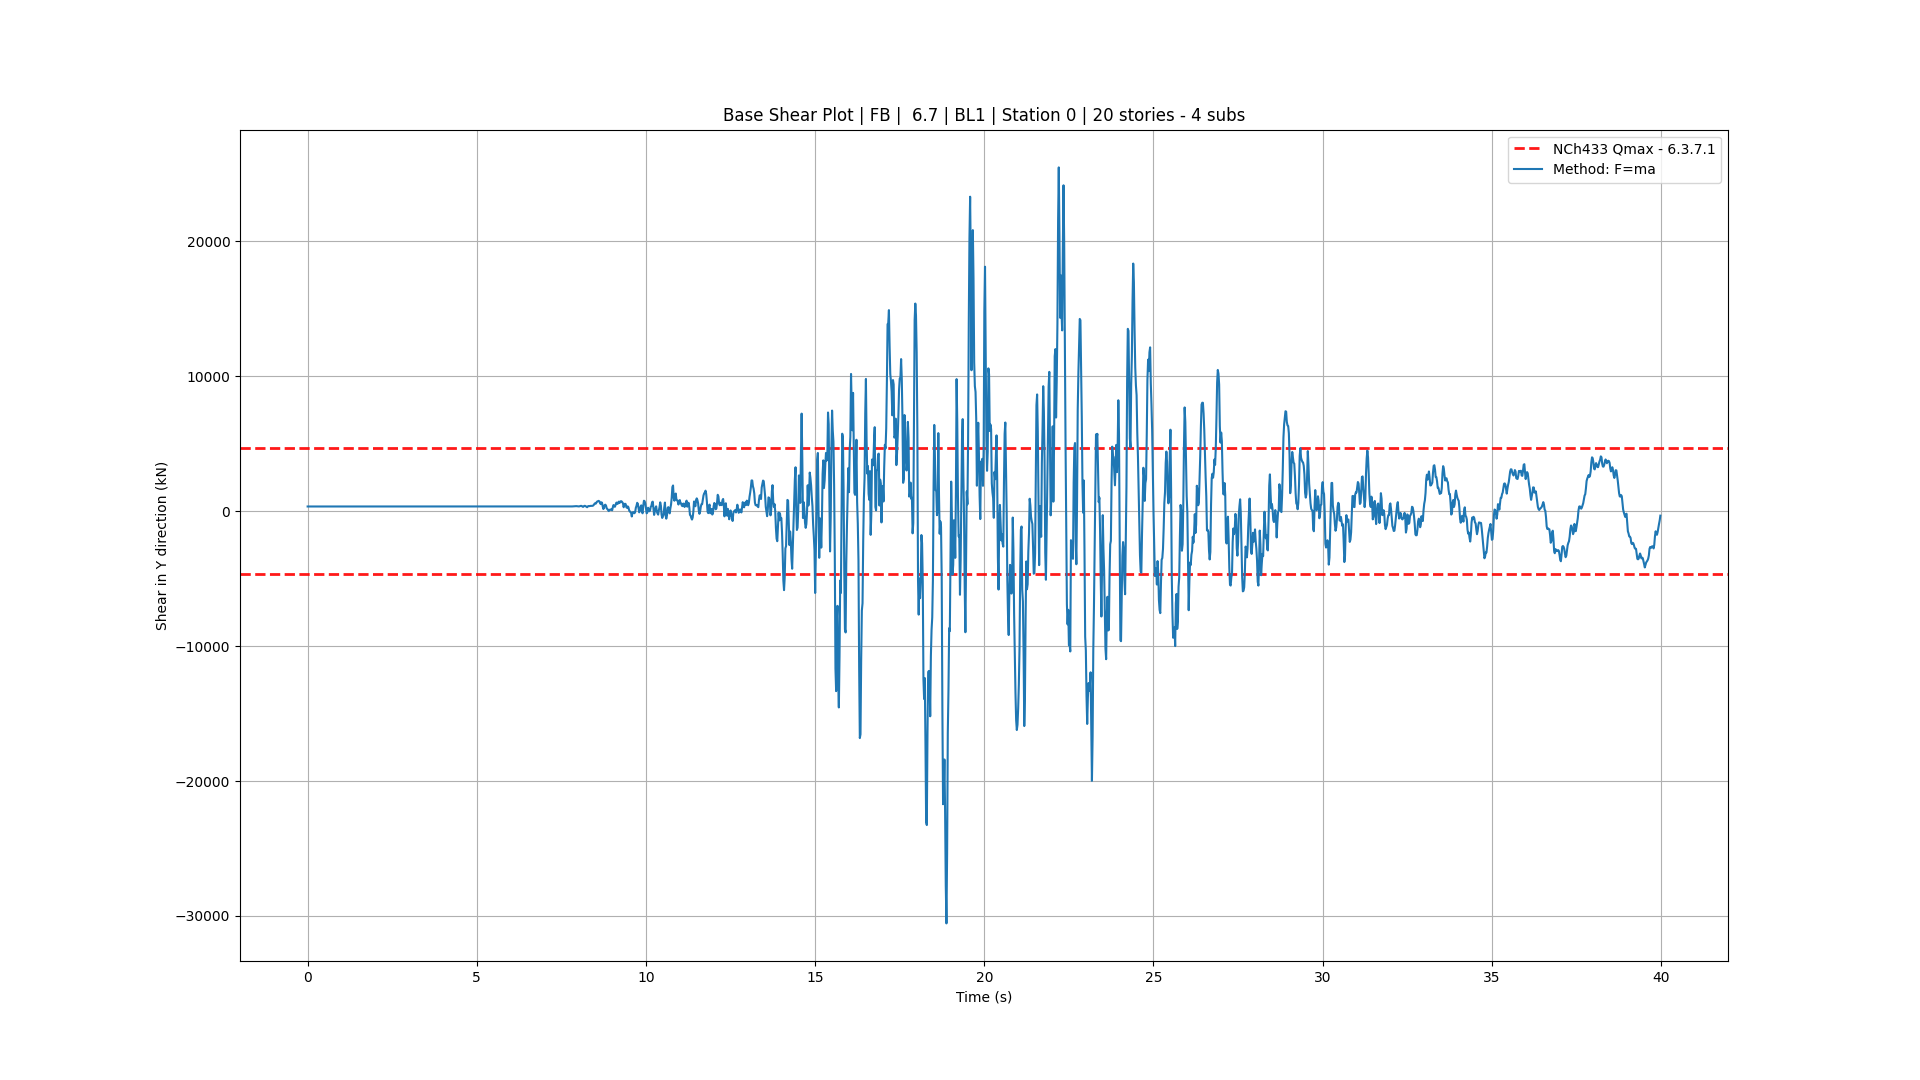 Base Shear Plot | FB |  6.7 | BL1 | Station 0 | 20 stories - 4 subs
NCh433 Qmax - 6.3.7.1
Method: F=ma
Shear in Y direction (kN)
20000
10000
0
−10000
−20000
−30000
0 5 10 15 20 25 30 35 40
Time (s)